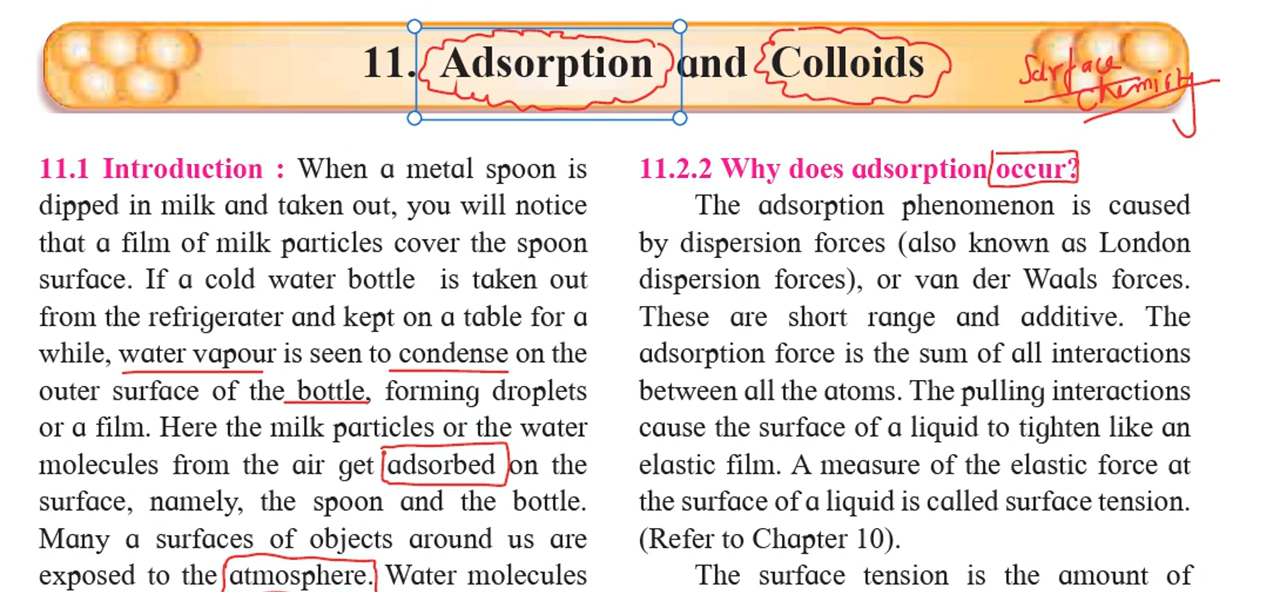 11. Adsorption and Colloids
Surface
Chemisty
11.1 Introduction : When a metal spoon is
dipped in milk and taken out, you will notice
that a film of milk particles cover the spoon
surface. If a cold water bottle is taken out
from the refrigerater and kept on a table for a
while, water vapour is seen to condense on the
outer surface of the bottle, forming droplets
or a film. Here the milk particles or the water
molecules from the air get adsorbed on the
surface, namely, the spoon and the bottle.
Many a surfaces of objects around us are
exposed to the atmosphere. Water molecules
11.2.2 Why does adsorption occur?
The adsorption phenomenon is caused
by dispersion forces (also known as London
dispersion forces), or van der Waals forces.
These are short range and additive. The
adsorption force is the sum of all interactions
between all the atoms. The pulling interactions
cause the surface of a liquid to tighten like an
elastic film. A measure of the elastic force at
the surface of a liquid is called surface tension.
(Refer to Chapter 10).
The surface tension is the amount of